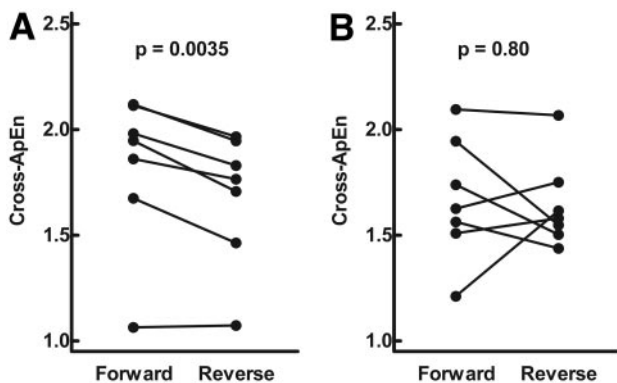 A
B
p = 0.0035
p = 0.80
Cross-ApEn
2.5
2.0
1.5
1.0
Forward Reverse
Cross-ApEn
2.5
2.0
1.5
1.0
Forward Reverse